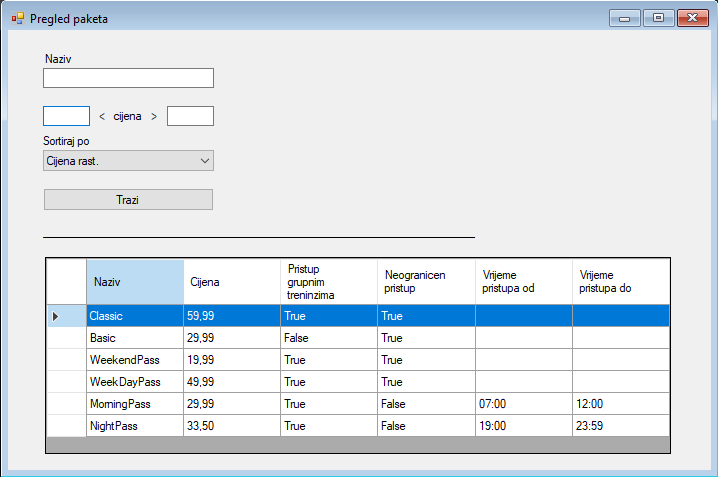 Pregled paketa
Naziv
< cijena >
Sortiraj po
Cijena rast.
Trazi
Naziv Cijena Pristup grupnim treninzima Neogranicen pristup Vrijeme pristupa od Vrijeme pristupa do
Classic 59,99 True True
Basic 29,99 False True
WeekendPass 19,99 True True
WeekDayPass 49,99 True True
MorningPass 29,99 True False 07:00 12:00
NightPass 33,50 True False 19:00 23:59